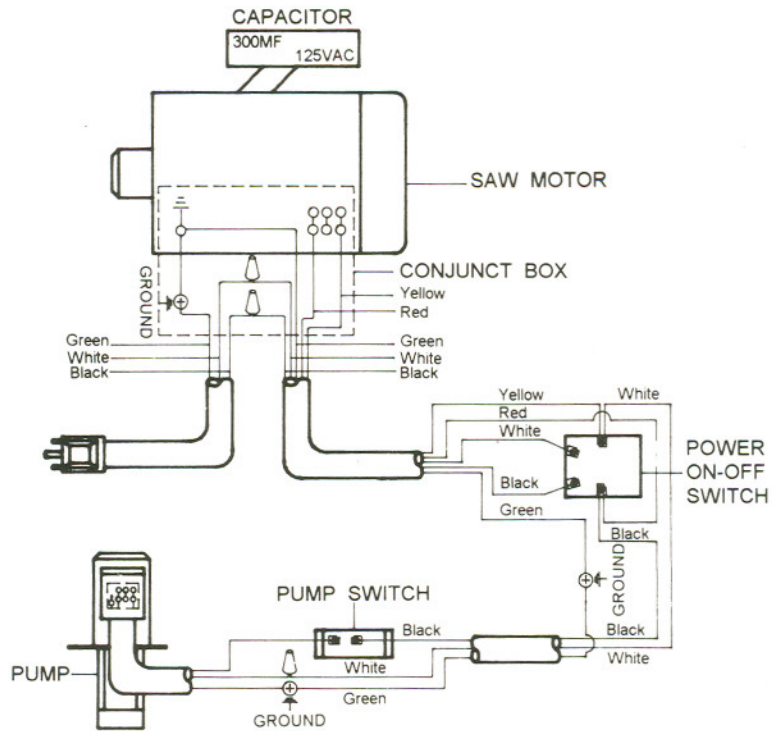 CAPACITOR
300MF
125VAC
SAW MOTOR
GROUND
CONJUNCT BOX
Yellow
Red
Green
White
Black
Green
White
Black
Yellow
White
Red
White
POWER
ON-OFF
SWITCH
Black
Green
Black
GROUND
PUMP SWITCH
Black
Black
White
White
PUMP
Green
GROUND